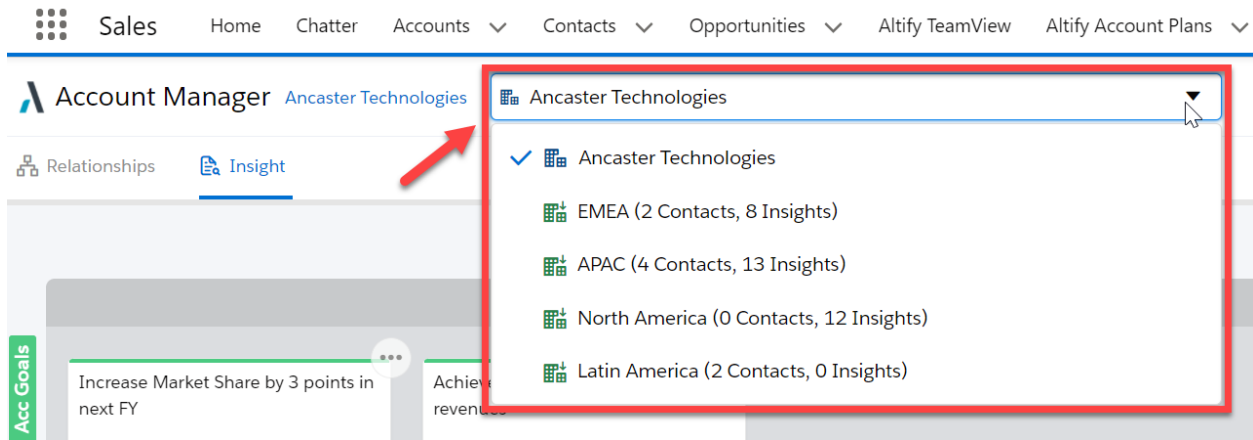 Sales Home Chatter Accounts Contacts Opportunities Altify TeamView Altify Account Plans
Account Manager Ancaster Technologies Ancaster Technologies
Relationships Insight
Ancaster Technologies
EMEA (2 Contacts, 8 Insights)
APAC (4 Contacts, 13 Insights)
North America (0 Contacts, 12 Insights)
Latin America (2 Contacts, 0 Insights)
Acc Goals
Increase Market Share by 3 points in
next FY
revenues